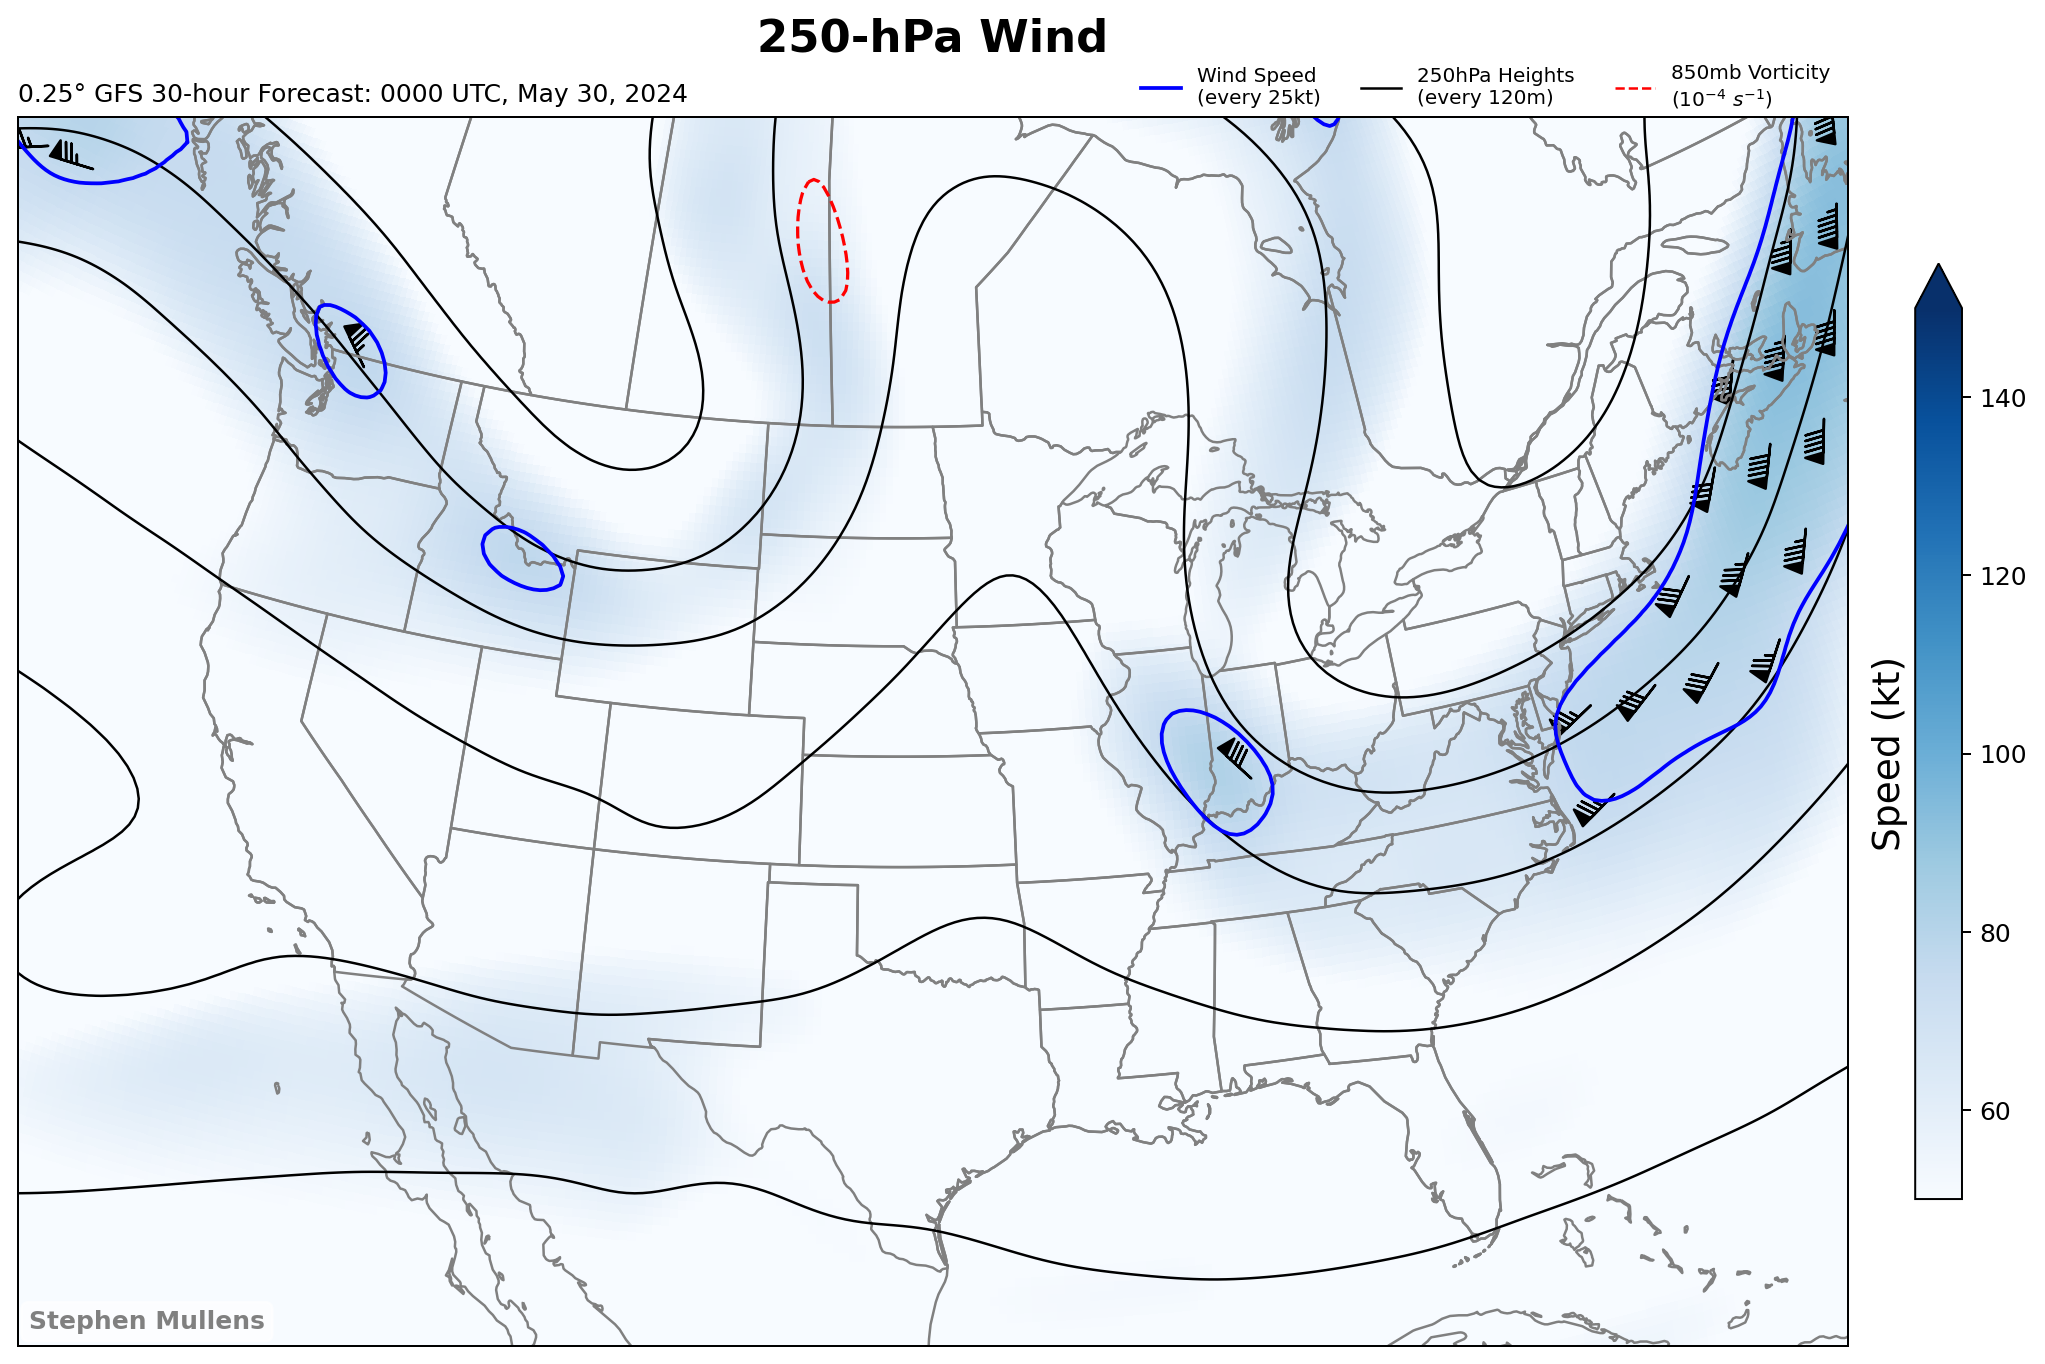 250-hPa Wind
0.25° GFS 30-hour Forecast: 0000 UTC, May 30, 2024
Wind Speed
(every 25kt)
250hPa Heights
(every 120m)
850mb Vorticity
(10⁻⁴ s⁻¹)
140
120
100
80
60
Speed (kt)
Stephen Mullens